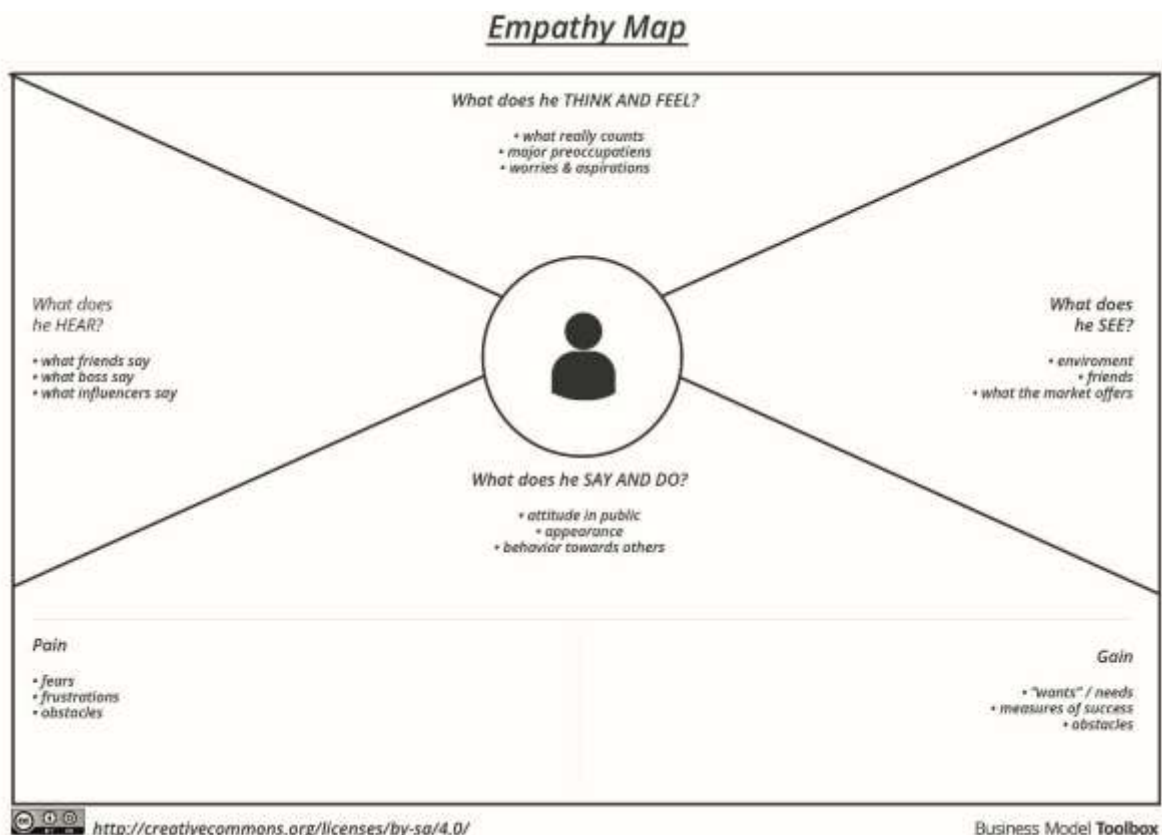 Empathy Map
What does he THINK AND FEEL?
• what really counts
• major preoccupatiens
• worries & aspirations
What does
he HEAR?
• what friends say
• what boss say
• what influencers say
What does
he SEE?
• enviroment
• friends
• what the market offers
What does he SAY AND DO?
• attitude in public
• appearance
• behavior towards others
Pain
• fears
• frustrations
• obstacles
Gain
• "wants" / needs
• measures of success
• obstacles
http://creativecommons.org/licenses/by-sa/4.0/
Business Model Toolbox